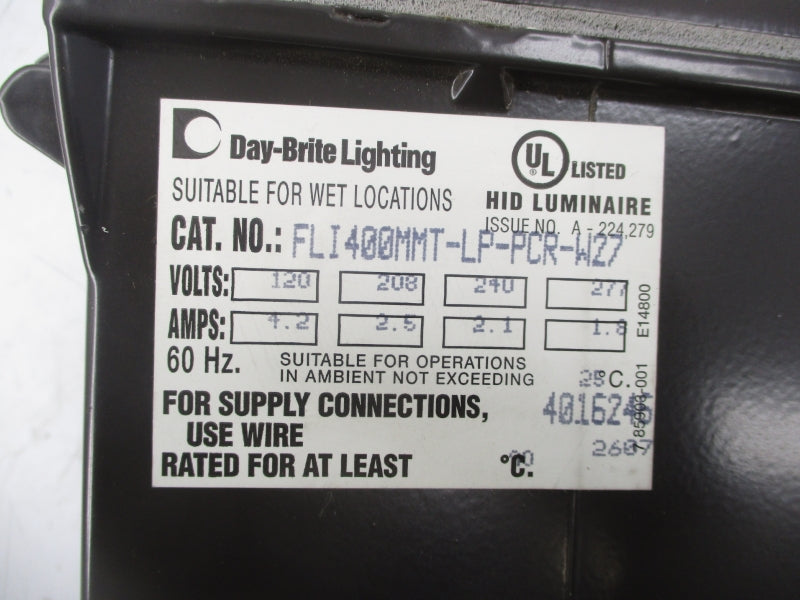 Day-Brite Lighting
UL® LISTED
SUITABLE FOR WET LOCATIONS
HID LUMINAIRE
ISSUE NO. A - 224,279
CAT. NO.: FLI400MMT-LP-PCR-W27
VOLTS: 120 208 240 277
AMPS: 4.2 2.5 2.1 1.8
60 Hz.
SUITABLE FOR OPERATIONS
IN AMBIENT NOT EXCEEDING 25 °C.
FOR SUPPLY CONNECTIONS,
USE WIRE
RATED FOR AT LEAST °C.
2607
E14800